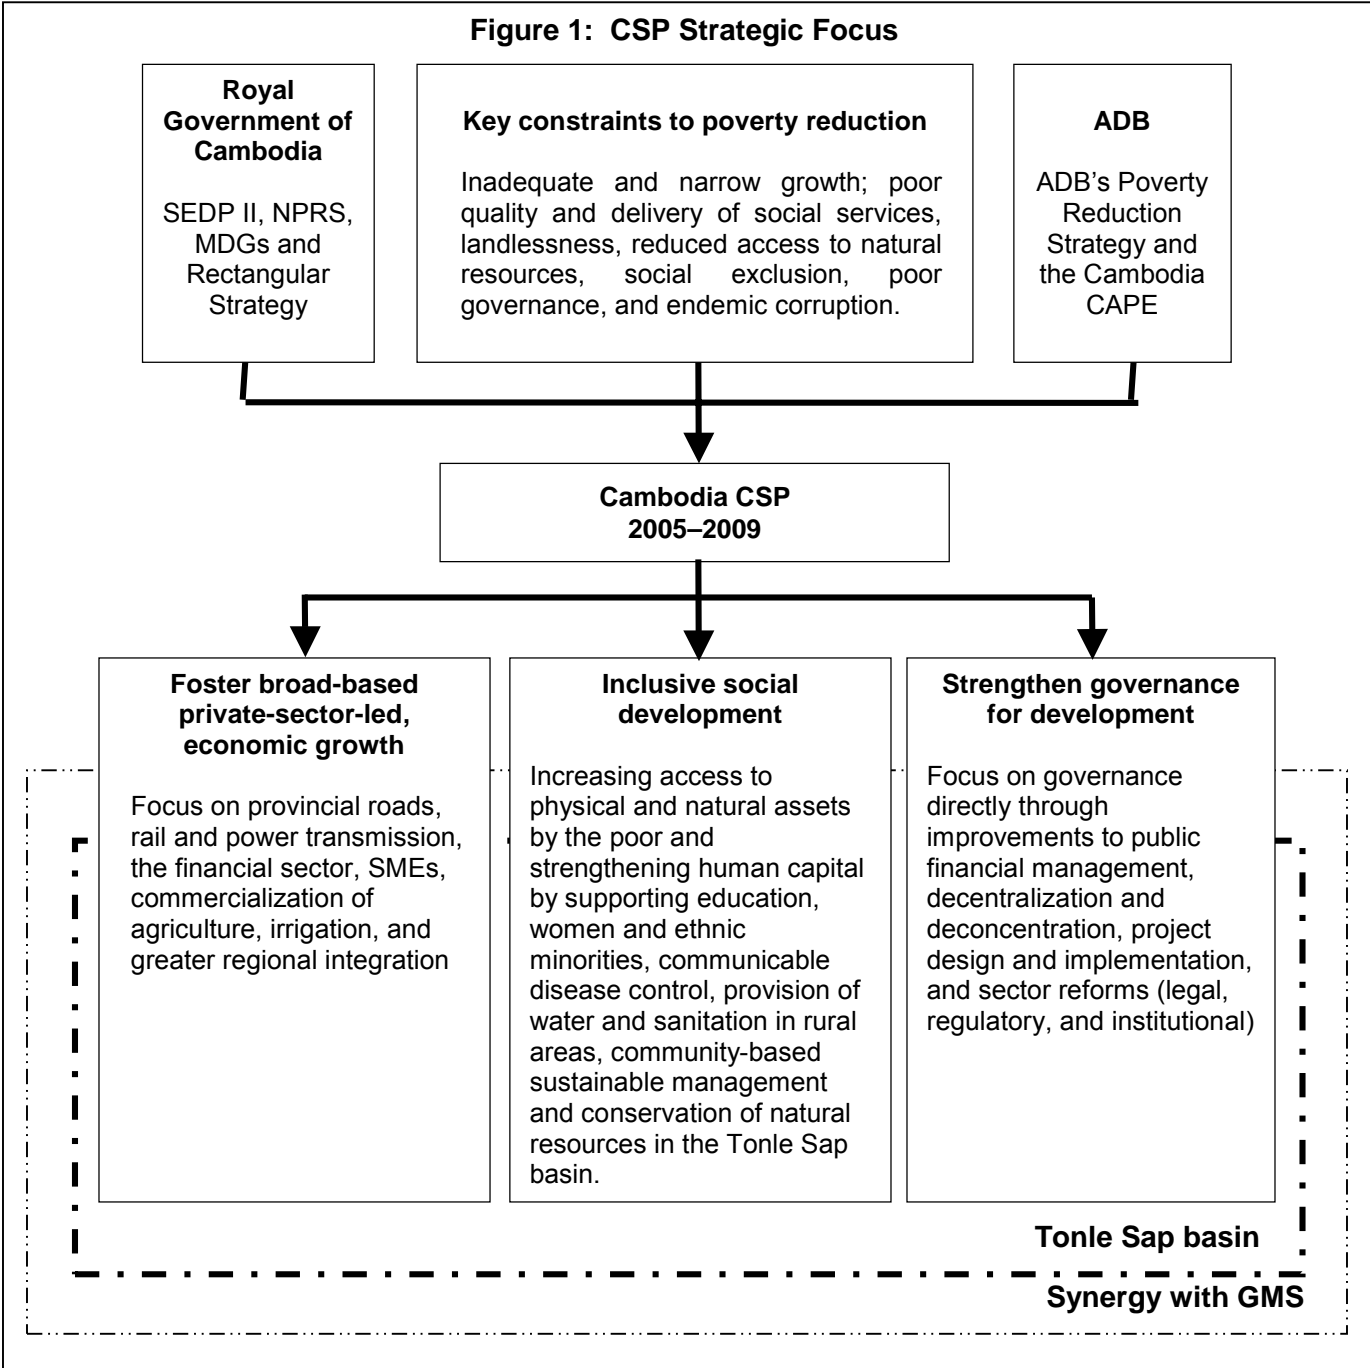 Figure 1: CSP Strategic Focus
Royal
Government of
Cambodia
SEDP II, NPRS,
MDGs and
Rectangular
Strategy
Key constraints to poverty reduction
Inadequate and narrow growth; poor
quality and delivery of social services,
landlessness, reduced access to natural
resources, social exclusion, poor
governance, and endemic corruption.
ADB
ADB's Poverty
Reduction
Strategy and
the Cambodia
CAPE
Cambodia CSP
2005–2009
Foster broad-based
private-sector-led,
economic growth
Focus on provincial roads,
rail and power transmission,
the financial sector, SMEs,
commercialization of
agriculture, irrigation, and
greater regional integration
Inclusive social
development
Increasing access to
physical and natural assets
by the poor and
strengthening human capital
by supporting education,
women and ethnic
minorities, communicable
disease control, provision of
water and sanitation in rural
areas, community-based
sustainable management
and conservation of natural
resources in the Tonle Sap
basin.
Strengthen governance
for development
Focus on governance
directly through
improvements to public
financial management,
decentralization and
deconcentration, project
design and implementation,
and sector reforms (legal,
regulatory, and institutional)
Tonle Sap basin
Synergy with GMS